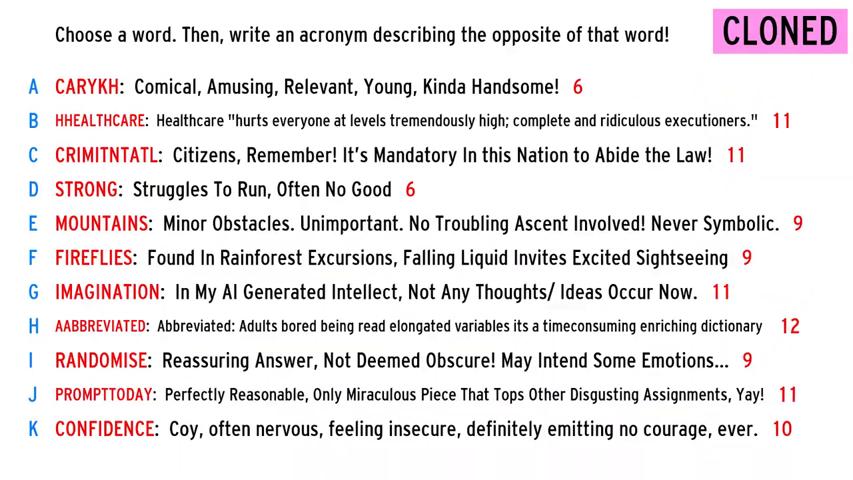 Choose a word. Then, write an acronym describing the opposite of that word!
CLONED
A CARYKH: Comical, Amusing, Relevant, Young, Kinda Handsome! 6
B HHEALTHCARE: Healthcare "hurts everyone at levels tremendously high; complete and ridiculous executioners." 11
C CRIMITNTATL: Citizens, Remember! It's Mandatory In this Nation to Abide the Law! 11
D STRONG: Struggles To Run, Often No Good 6
E MOUNTAINS: Minor Obstacles. Unimportant. No Troubling Ascent Involved! Never Symbolic. 9
F FIREFLIES: Found In Rainforest Excursions, Falling Liquid Invites Excited Sightseeing 9
G IMAGINATION: In My AI Generated Intellect, Not Any Thoughts/ Ideas Occur Now. 11
H AABBREVIATED: Abbreviated: Adults bored being read elongated variables its a timeconsuming enriching dictionary 12
I RANDOMISE: Reassuring Answer, Not Deemed Obscure! May Intend Some Emotions... 9
J PROMPTTODAY: Perfectly Reasonable, Only Miraculous Piece That Tops Other Disgusting Assignments, Yay! 11
K CONFIDENCE: Coy, often nervous, feeling insecure, definitely emitting no courage, ever. 10